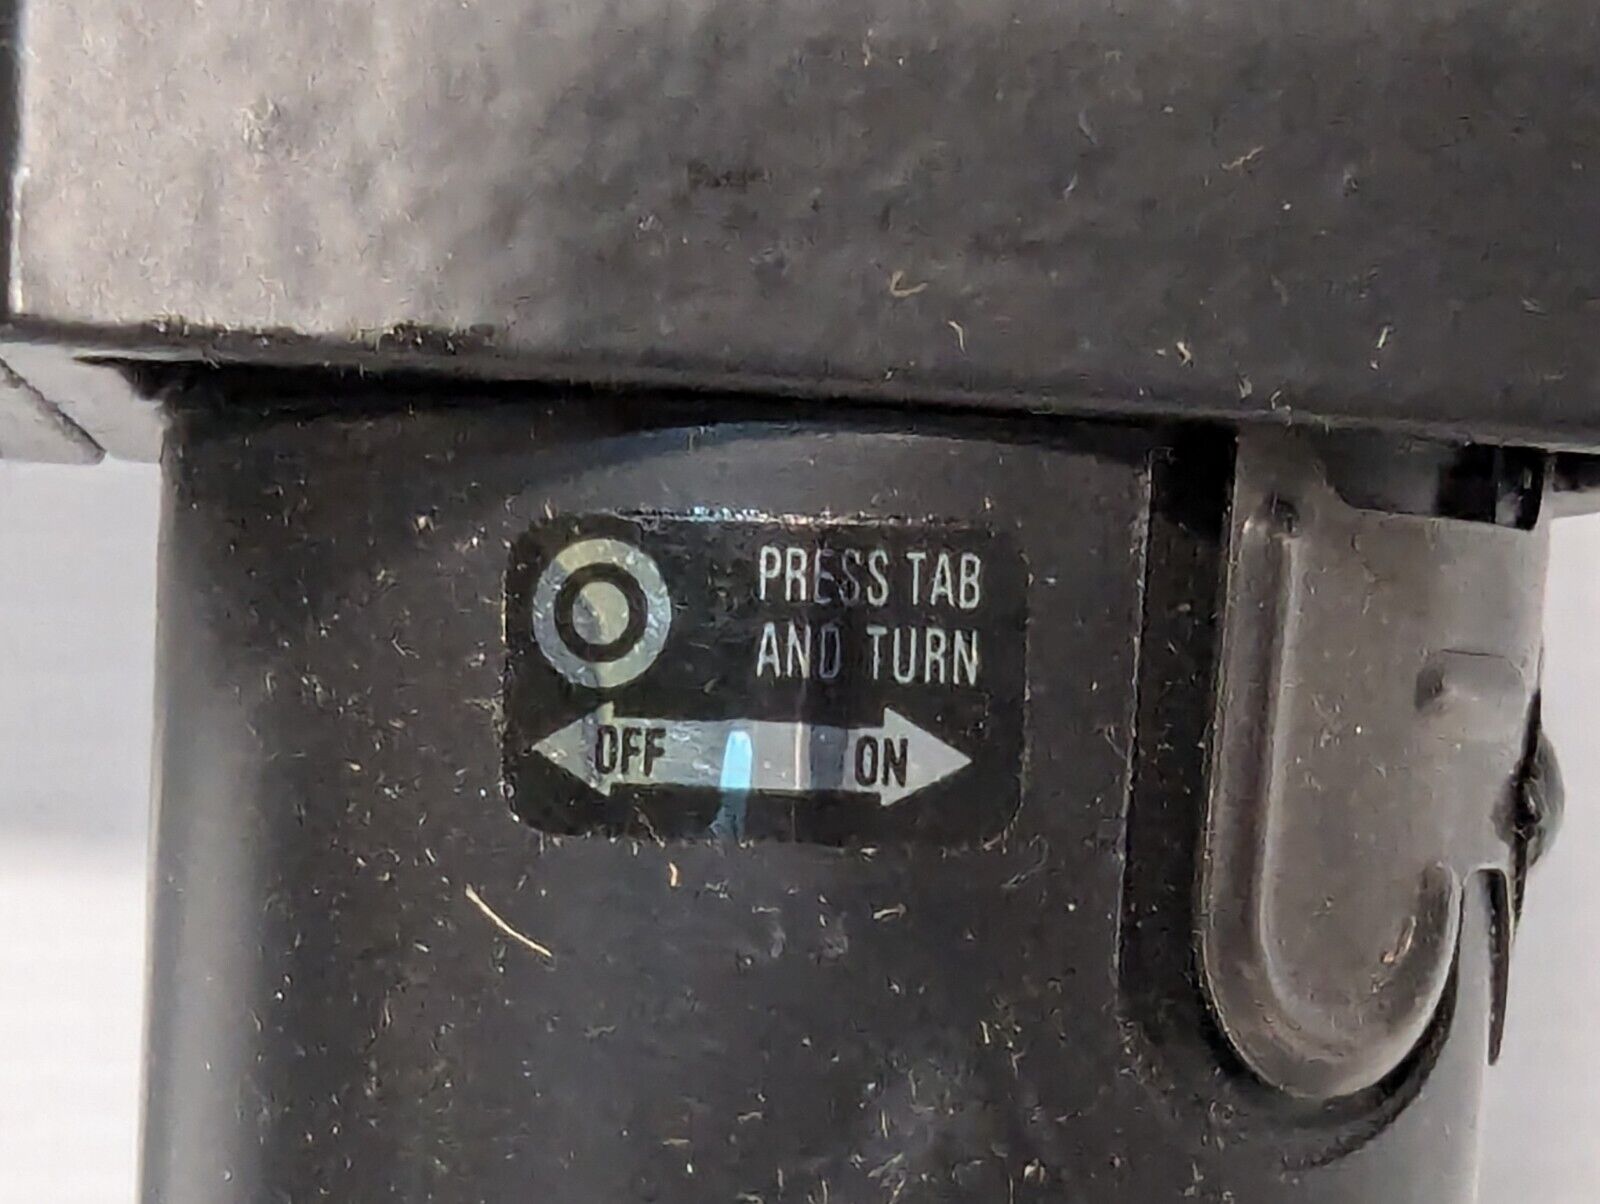 PRESS TAB
AND TURN
OFF ON